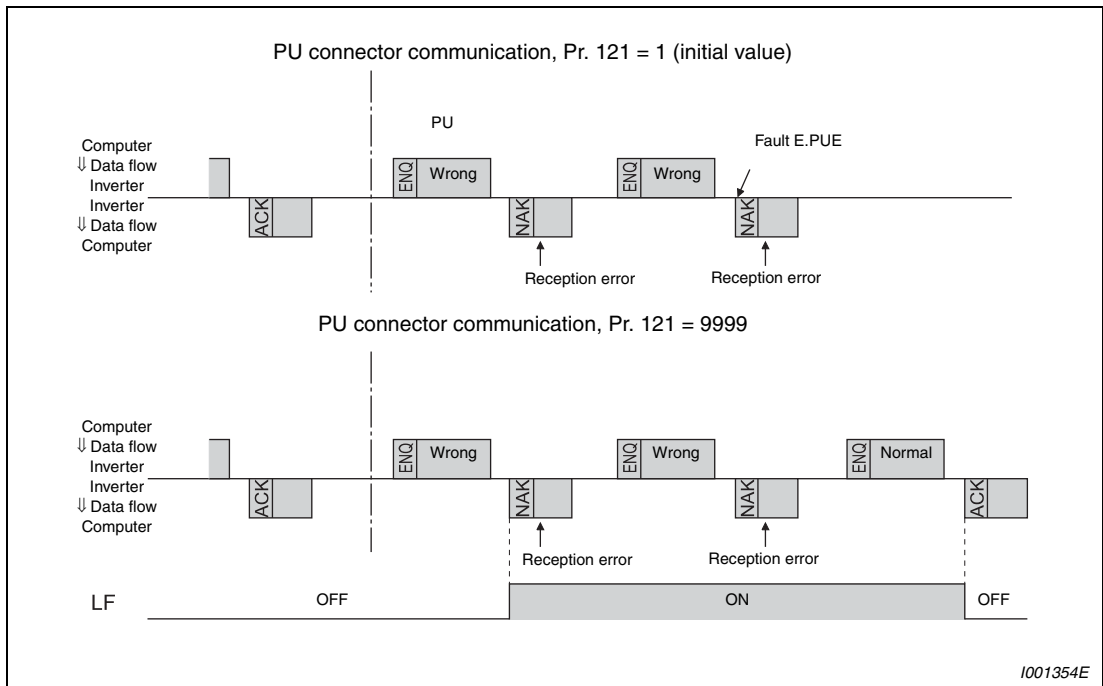 PU connector communication, Pr. 121 = 1 (initial value)
PU
Fault E.PUE
Computer
⇓ Data flow
Inverter
Inverter
⇓ Data flow
Computer
ENQ
Wrong
ENQ
Wrong
ACK
NAK
NAK
Reception error
Reception error
PU connector communication, Pr. 121 = 9999
Computer
⇓ Data flow
Inverter
Inverter
⇓ Data flow
Computer
ENQ
Wrong
ENQ
Wrong
ENQ
Normal
ACK
NAK
NAK
ACK
Reception error
Reception error
LF
OFF
ON
OFF
I001354E